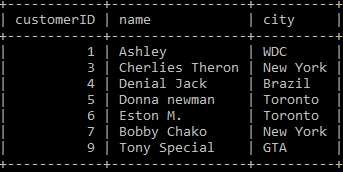 customerID | name | city
1 | Ashley | WDC
3 | Cherlies Theron | New York
4 | Denial Jack | Brazil
5 | Donna newman | Toronto
6 | Eston M. | Toronto
7 | Bobby Chako | New York
9 | Tony Special | GTA